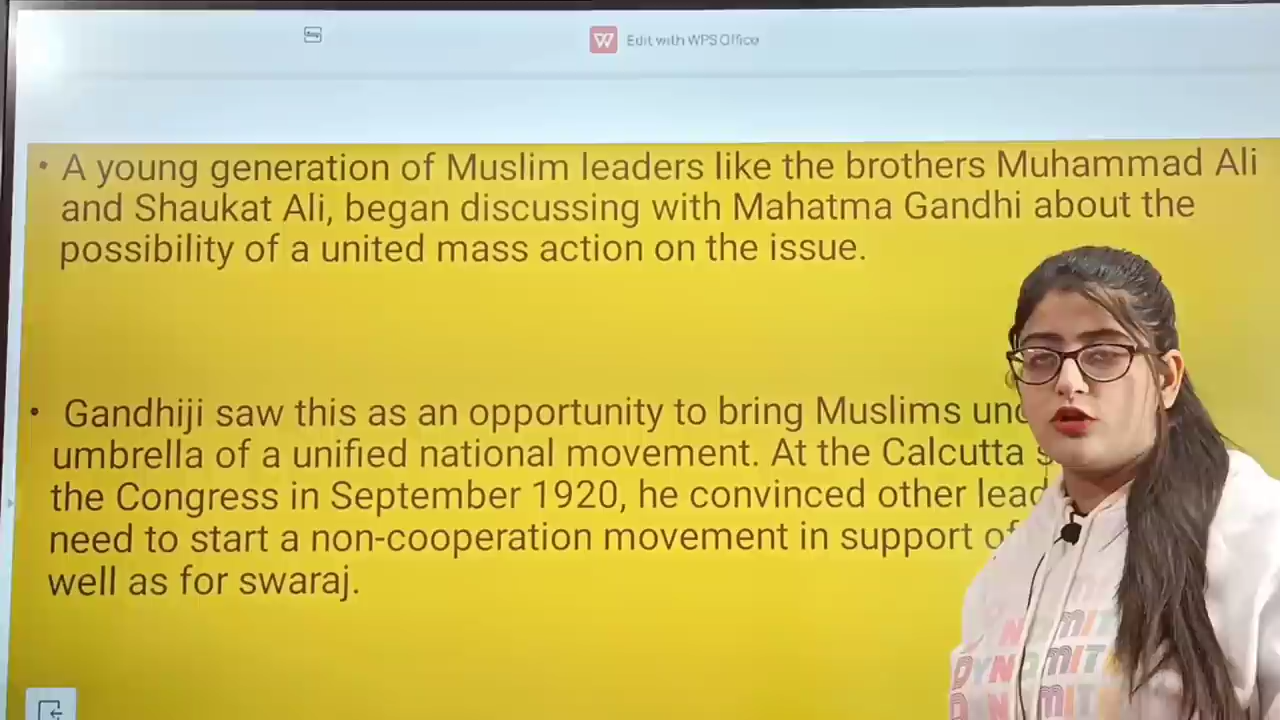 Edit with WPS Office
• A young generation of Muslim leaders like the brothers Muhammad Ali
and Shaukat Ali, began discussing with Mahatma Gandhi about the
possibility of a united mass action on the issue.
• Gandhiji saw this as an opportunity to bring Muslims
umbrella of a unified national movement. At the Calcutta
the Congress in September 1920, he convinced other
need to start a non-cooperation movement in support of
well as for swaraj.